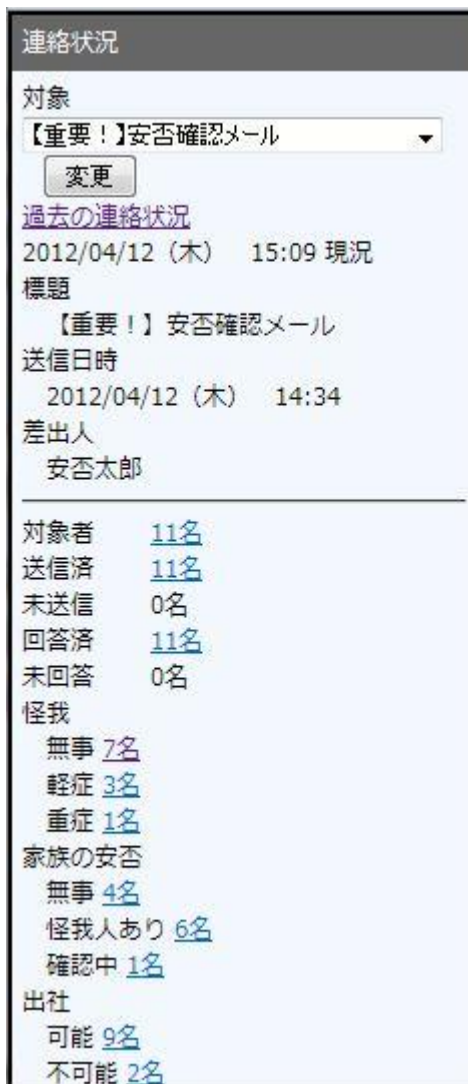 連絡状況
対象
【重要！】安否確認メール
変更
過去の連絡状況
2012/04/12（木）　15:09 現況
標題
【重要！】安否確認メール
送信日時
2012/04/12（木）　14:34
差出人
安否太郎
対象者　11名
送信済　11名
未送信　0名
回答済　11名
未回答　0名
怪我
無事 7名
軽症 3名
重症 1名
家族の安否
無事 4名
怪我人あり 6名
確認中 1名
出社
可能 9名
不可能 2名